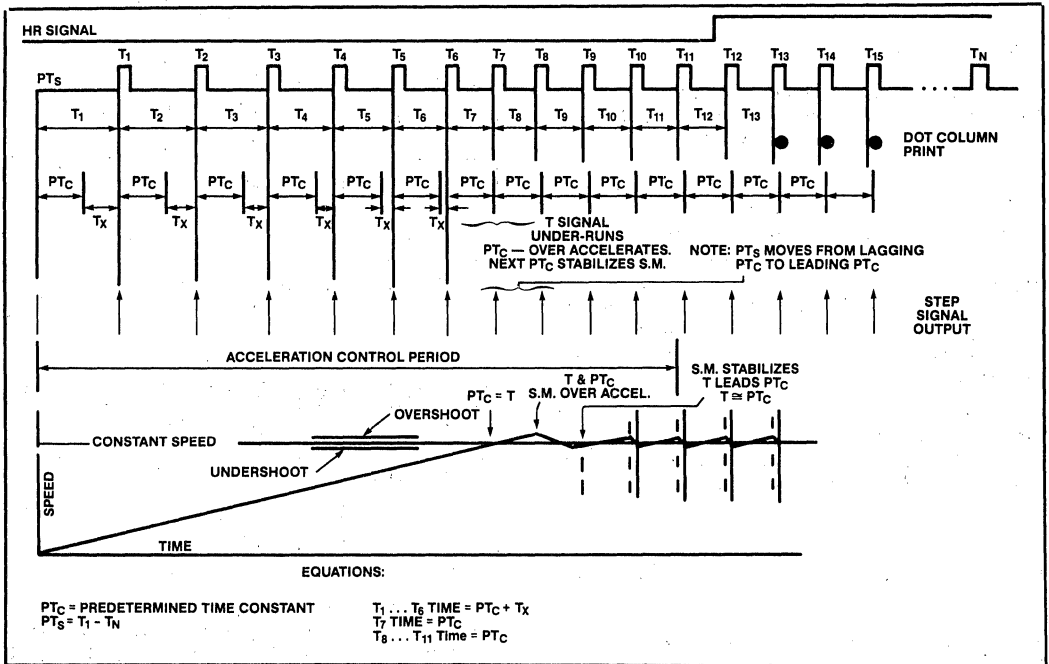 HR SIGNAL
T1 T2 T3 T4 T5 T6 T7 T8 T9 T10 T11 T12 T13 T14 T15 TN
PTS
T1 T2 T3 T4 T5 T6 T7 T8 T9 T10 T11 T12 T13
DOT COLUMN
PRINT
PTC PTC PTC PTC PTC PTC PTC PTC PTC PTC PTC PTC PTC PTC
TX TX TX TX TX TX
T SIGNAL
UNDER-RUNS
PTC — OVER ACCELERATES.
NEXT PTC STABILIZES S.M.
NOTE: PTS MOVES FROM LAGGING
PTC TO LEADING PTC
STEP
SIGNAL
OUTPUT
ACCELERATION CONTROL PERIOD
PTC = T
T & PTC
S.M. OVER ACCEL.
S.M. STABILIZES
T LEADS PTC
T ≅ PTC
OVERSHOOT
CONSTANT SPEED
UNDERSHOOT
SPEED
TIME
EQUATIONS:
PTC = PREDETERMINED TIME CONSTANT
PTS = T1 - TN
T1 . . . T6 TIME = PTC + TX
T7 TIME = PTC
T8 . . . T11 Time = PTC